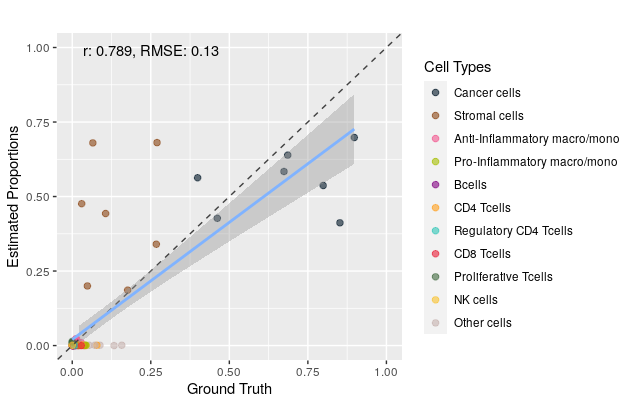 r: 0.789, RMSE: 0.13
1.00
0.75
0.50
0.25
0.00
Estimated Proportions
0.00 0.25 0.50 0.75 1.00
Ground Truth
Cell Types
Cancer cells
Stromal cells
Anti-Inflammatory macro/mono
Pro-Inflammatory macro/mono
Bcells
CD4 Tcells
Regulatory CD4 Tcells
CD8 Tcells
Proliferative Tcells
NK cells
Other cells